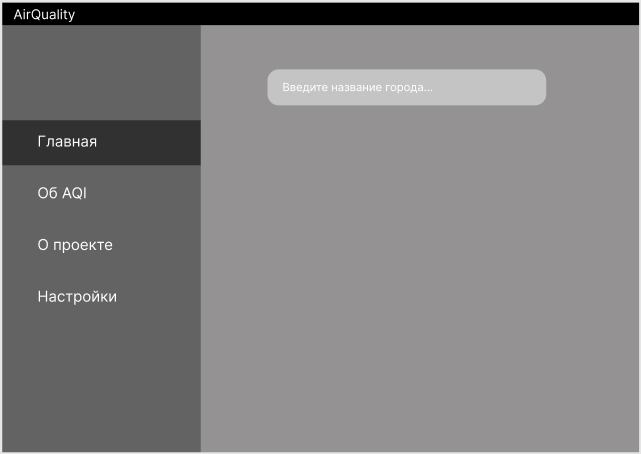 AirQuality
Введите название города...
Главная
Об AQI
О проекте
Настройки